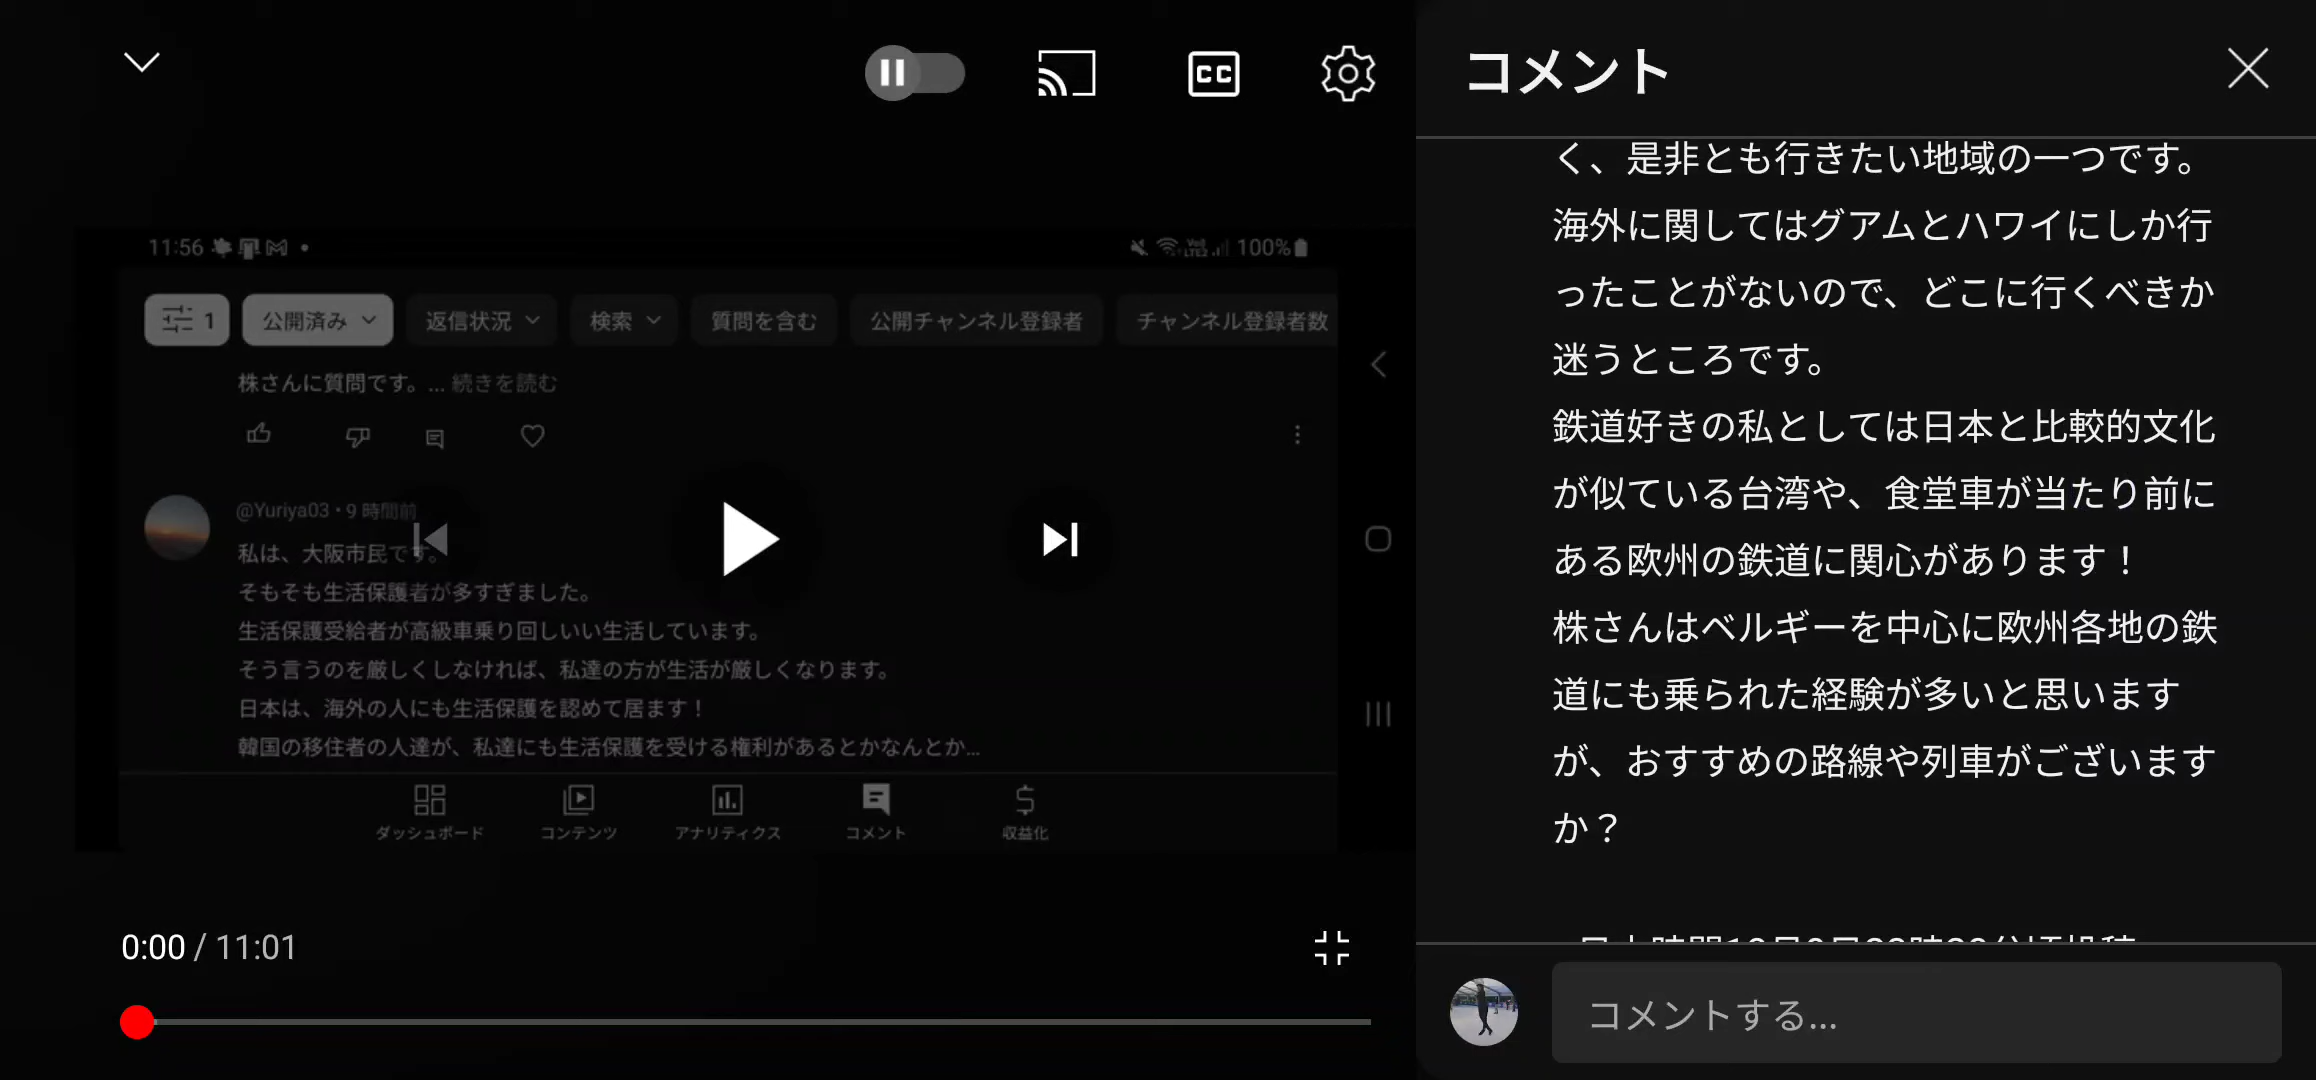 11:56
100%
1
公開済み
返信状況
検索
質問を含む
公開チャンネル登録者
チャンネル登録者数
株さんに質問です。... 続きを読む
@Yuriya03・9 時間前
私は、大阪市民です。
そもそも生活保護者が多すぎました。
生活保護受給者が高級車乗り回しいい生活しています。
そう言うのを厳しくしなければ、私達の方が生活が厳しくなります。
日本は、海外の人にも生活保護を認めて居ます！
韓国の移住者の人達が、私達にも生活保護を受ける権利があるとかなんとか...
ダッシュボード
コンテンツ
アナリティクス
コメント
収益化
0:00 / 11:01
CC
コメント
く、是非とも行きたい地域の一つです。
海外に関してはグアムとハワイにしか行
ったことがないので、どこに行くべきか
迷うところです。
鉄道好きの私としては日本と比較的文化
が似ている台湾や、食堂車が当たり前に
ある欧州の鉄道に関心があります！
株さんはベルギーを中心に欧州各地の鉄
道にも乗られた経験が多いと思います
が、おすすめの路線や列車がございます
か？
コメントする...